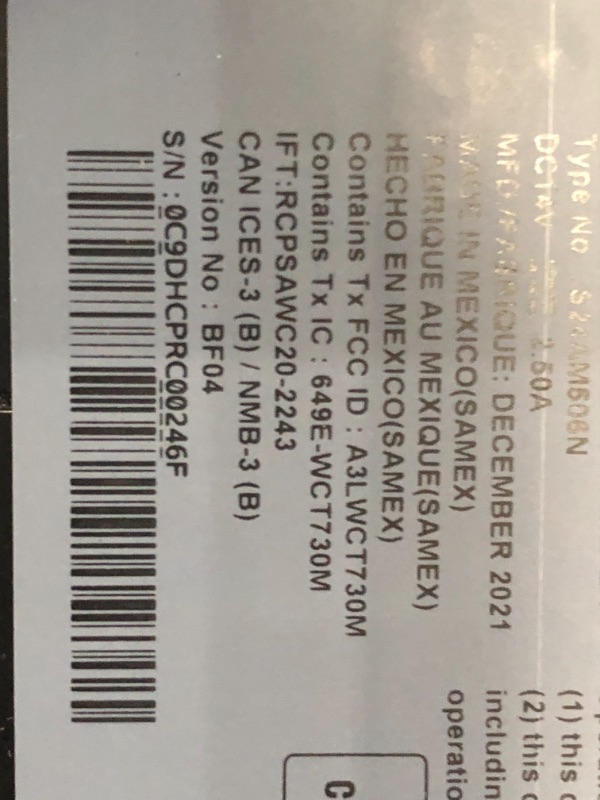 Type No
DC14V 2.50A
MFD/FABRIQUE: DECEMBER 2021
MADE IN MEXICO(SAMEX)
FABRIQUE AU MEXIQUE(SAMEX)
HECHO EN MEXICO(SAMEX)
Contains Tx FCC ID : A3LWCT730M
Contains Tx IC : 649E-WCT730M
IFT:RCPSAWC20-2243
CAN ICES-3 (B) / NMB-3 (B)
Version No : BF04
S/N : 0C9DHCPRC00246F
(1) this
(2) this
C